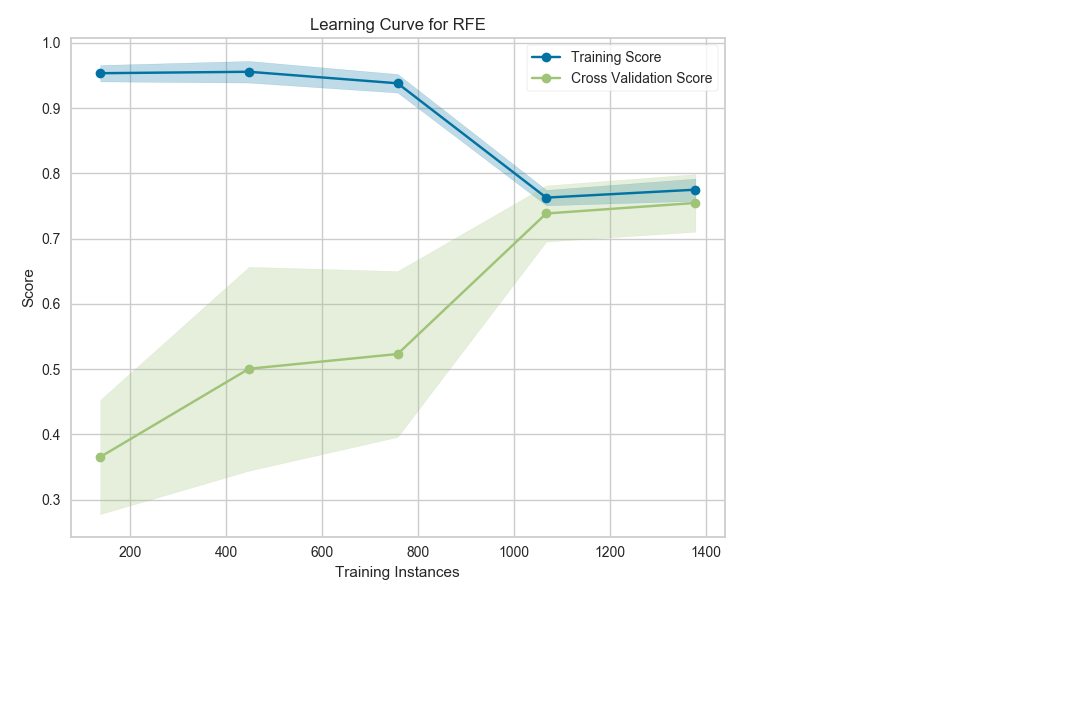 Learning Curve for RFE
1.0
0.9
0.8
0.7
0.6
0.5
0.4
0.3
Score
Training Score
Cross Validation Score
200 400 600 800 1000 1200 1400
Training Instances